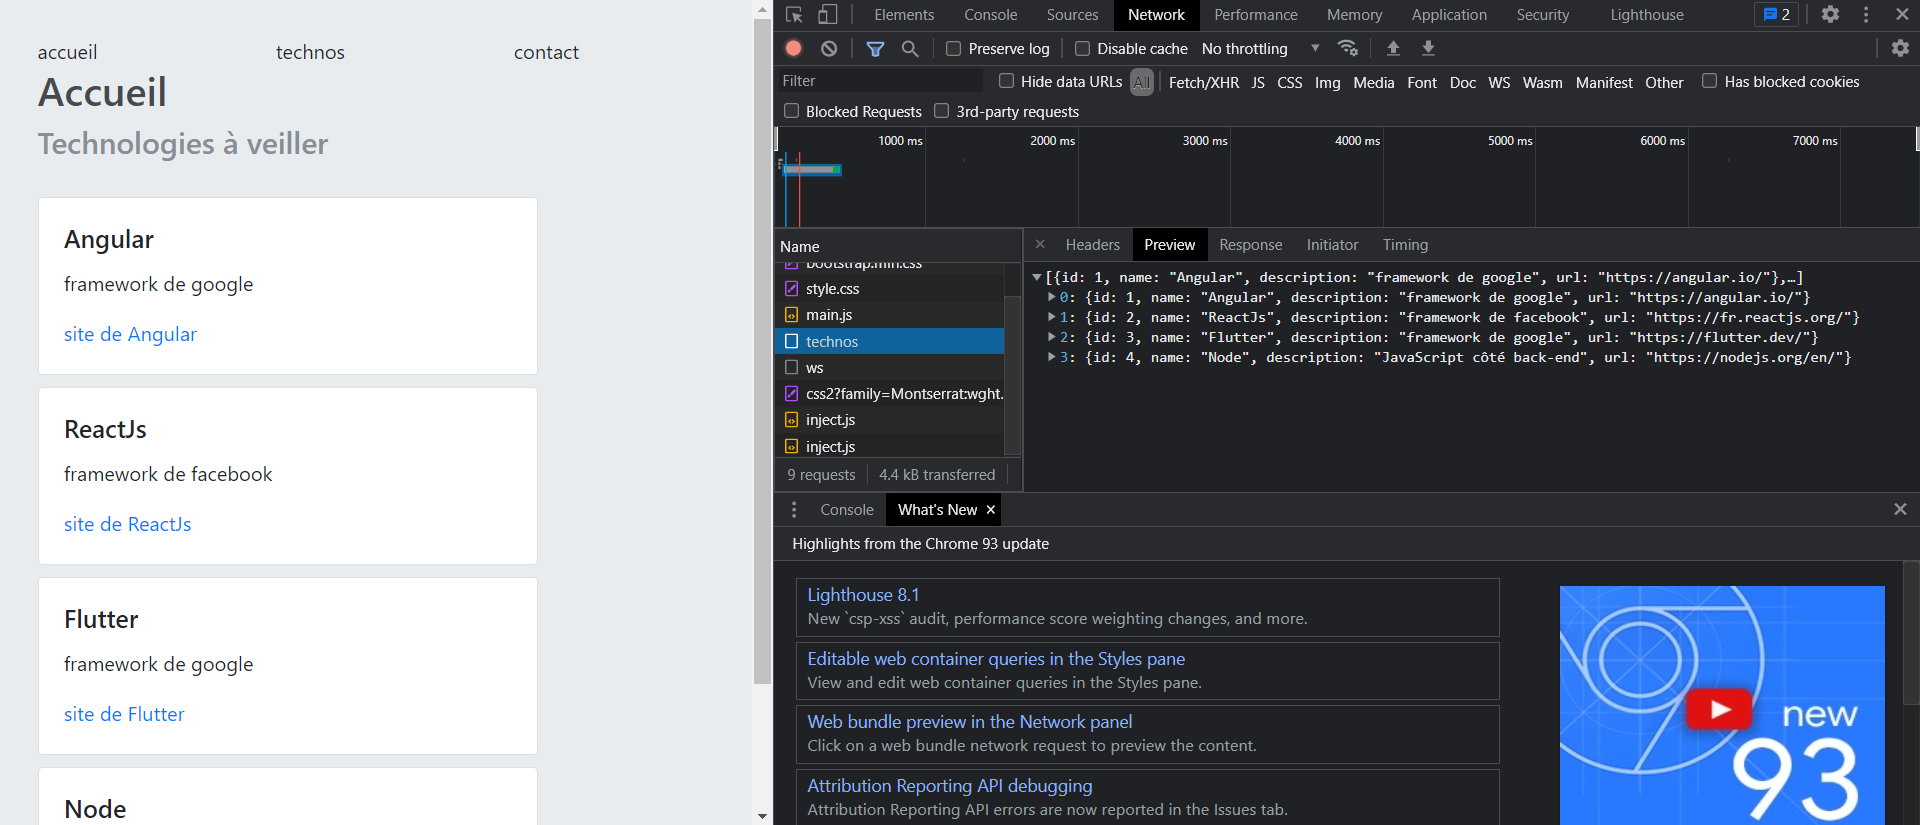 accueil technos contact
Accueil
Technologies à veiller
Angular
framework de google
site de Angular
ReactJs
framework de facebook
site de ReactJs
Flutter
framework de google
site de Flutter
Node
Elements Console Sources Network Performance Memory Application Security Lighthouse 2
Preserve log Disable cache No throttling
Filter Hide data URLs All Fetch/XHR JS CSS Img Media Font Doc WS Wasm Manifest Other Has blocked cookies
Blocked Requests 3rd-party requests
1000 ms 2000 ms 3000 ms 4000 ms 5000 ms 6000 ms 7000 ms
Name
bootstrap.min.css
style.css
main.js
technos
ws
css2?family=Montserrat:wght.
inject.js
inject.js
9 requests 4.4 kB transferred
Headers Preview Response Initiator Timing
[{id: 1, name: "Angular", description: "framework de google", url: "https://angular.io/"},…]
0: {id: 1, name: "Angular", description: "framework de google", url: "https://angular.io/"}
1: {id: 2, name: "ReactJs", description: "framework de facebook", url: "https://fr.reactjs.org/"}
2: {id: 3, name: "Flutter", description: "framework de google", url: "https://flutter.dev/"}
3: {id: 4, name: "Node", description: "JavaScript côté back-end", url: "https://nodejs.org/en/"}
Console What's New
Highlights from the Chrome 93 update
Lighthouse 8.1
New `csp-xss` audit, performance score weighting changes, and more.
Editable web container queries in the Styles pane
View and edit web container queries in the Styles pane.
Web bundle preview in the Network panel
Click on a web bundle network request to preview the content.
Attribution Reporting API debugging
Attribution Reporting API errors are now reported in the Issues tab.
new
93